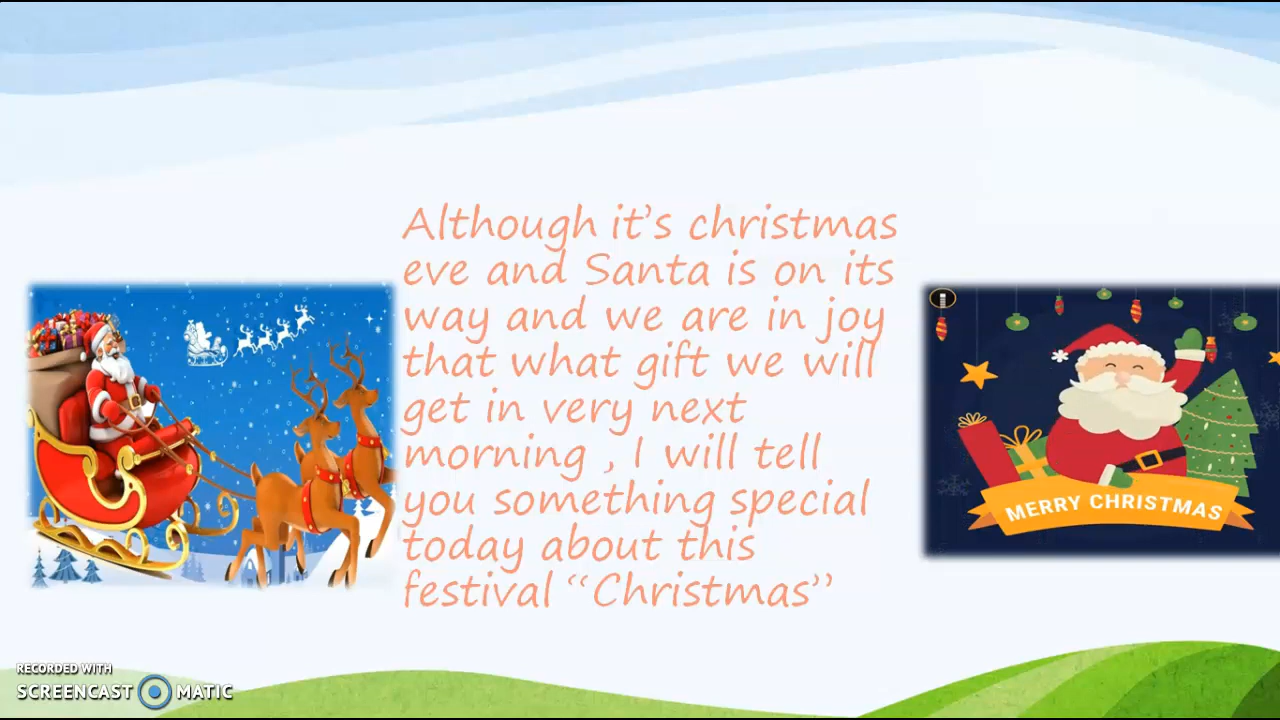 Although it's christmas
eve and Santa is on its
way and we are in joy
that what gift we will
get in very next
morning , I will tell
you something special
today about this
festival “Christmas”
MERRY CHRISTMAS
RECORDED WITH
SCREENCAST MATIC